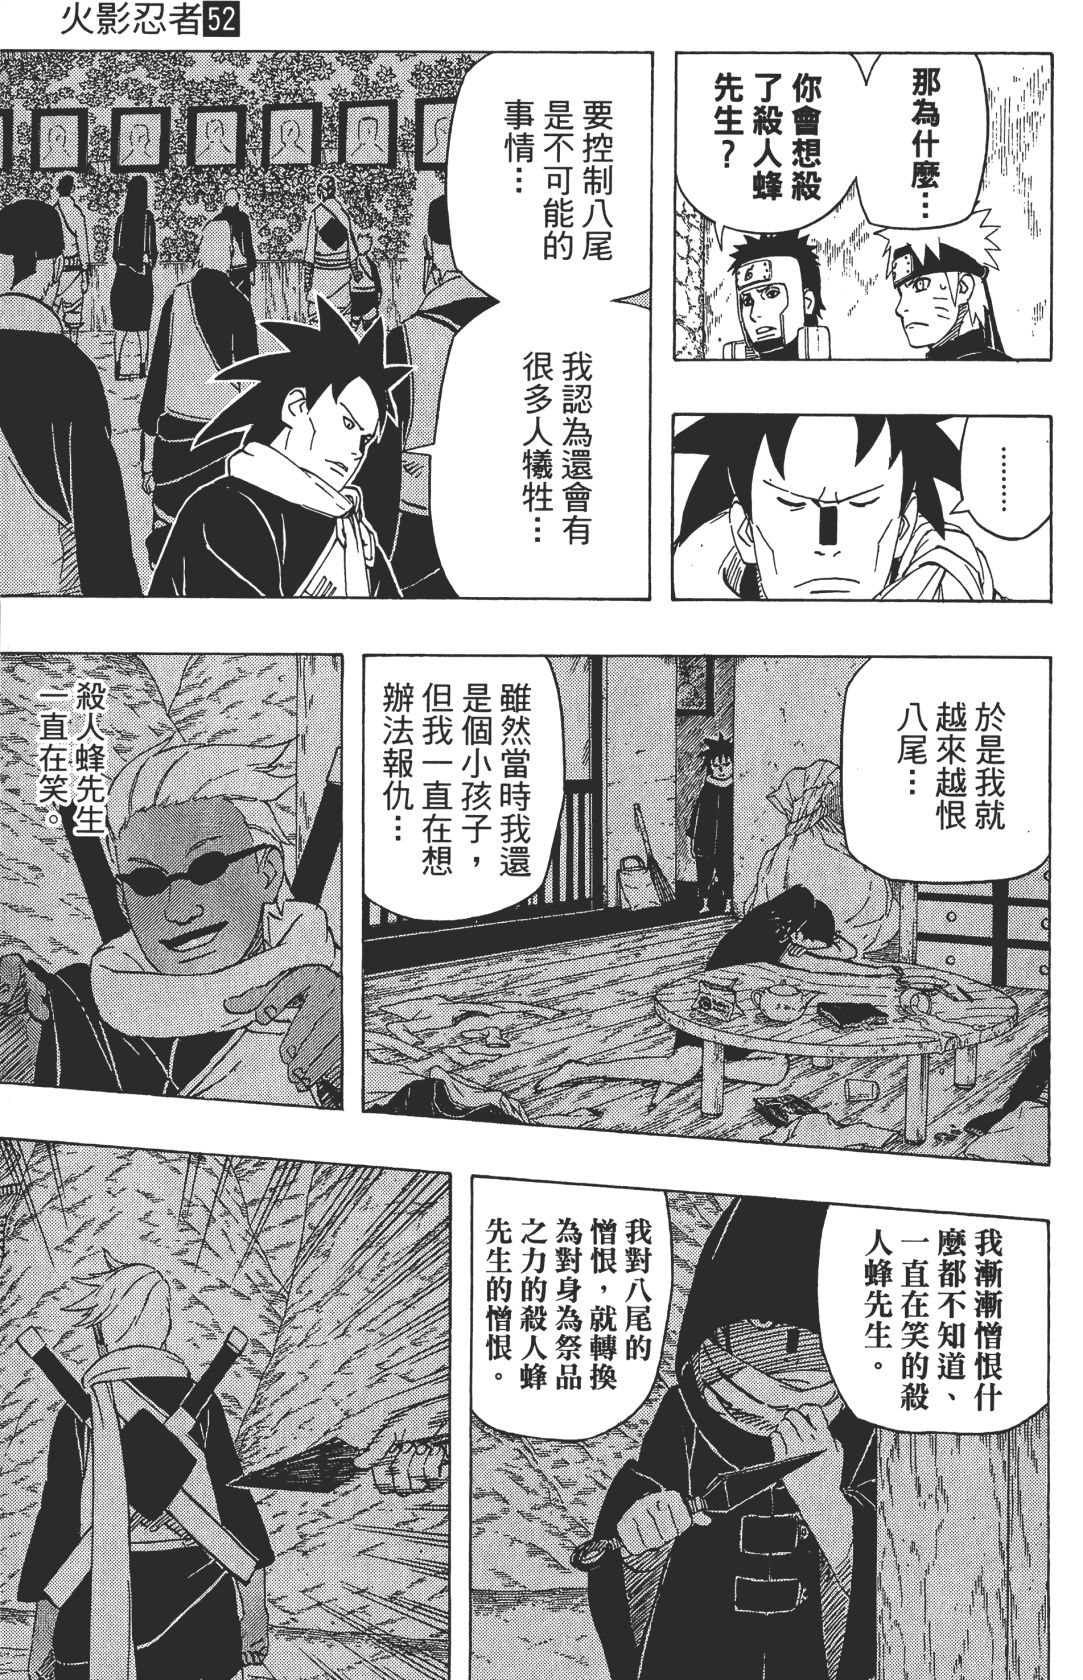 火影忍者52
那為什麼…
你會想殺
了殺人蜂
先生？
………
要控制八尾
是不可能的
事情…
我認為還會有
很多人犧牲…
於是我就
越來越恨
八尾…
雖然當時我還
是個小孩子，
但我一直在想
辦法報仇…
殺人蜂先生
一直在笑。
我漸漸憎恨什
麼都不知道、
一直在笑的殺
人蜂先生。
我對八尾的
憎恨，就轉換
為對身為祭品
之力的殺人蜂
先生的憎恨。